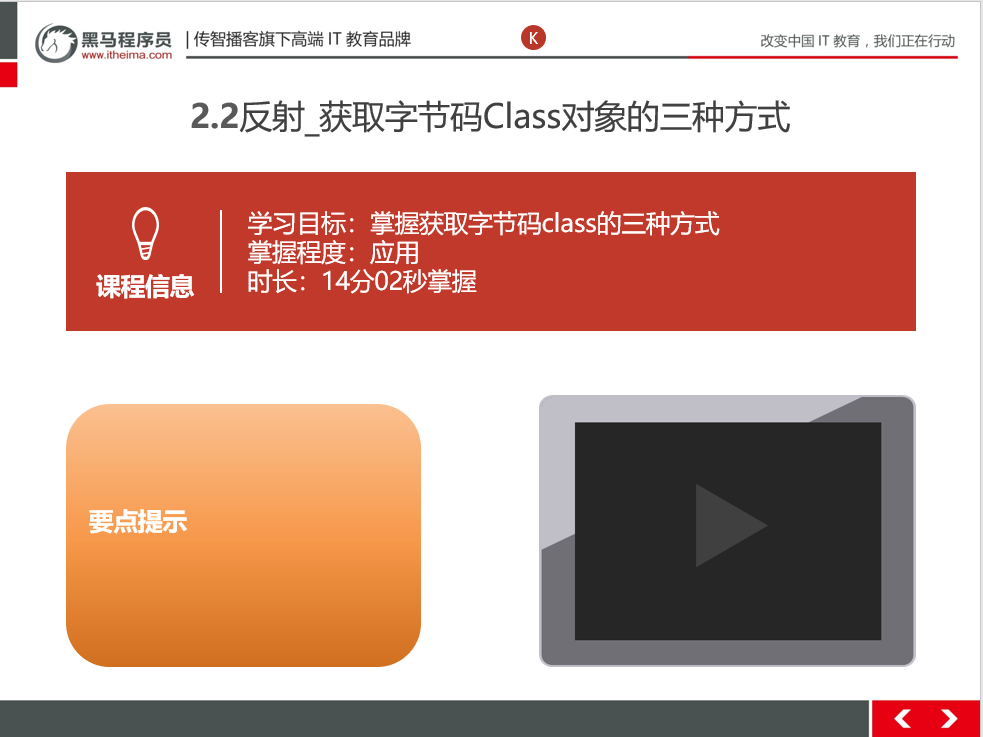 黑马程序员
www.itheima.com
传智播客旗下高端 IT 教育品牌
K
改变中国 IT 教育，我们正在行动
2.2反射_获取字节码Class对象的三种方式
课程信息
学习目标：掌握获取字节码class的三种方式
掌握程度：应用
时长：14分02秒掌握
要点提示